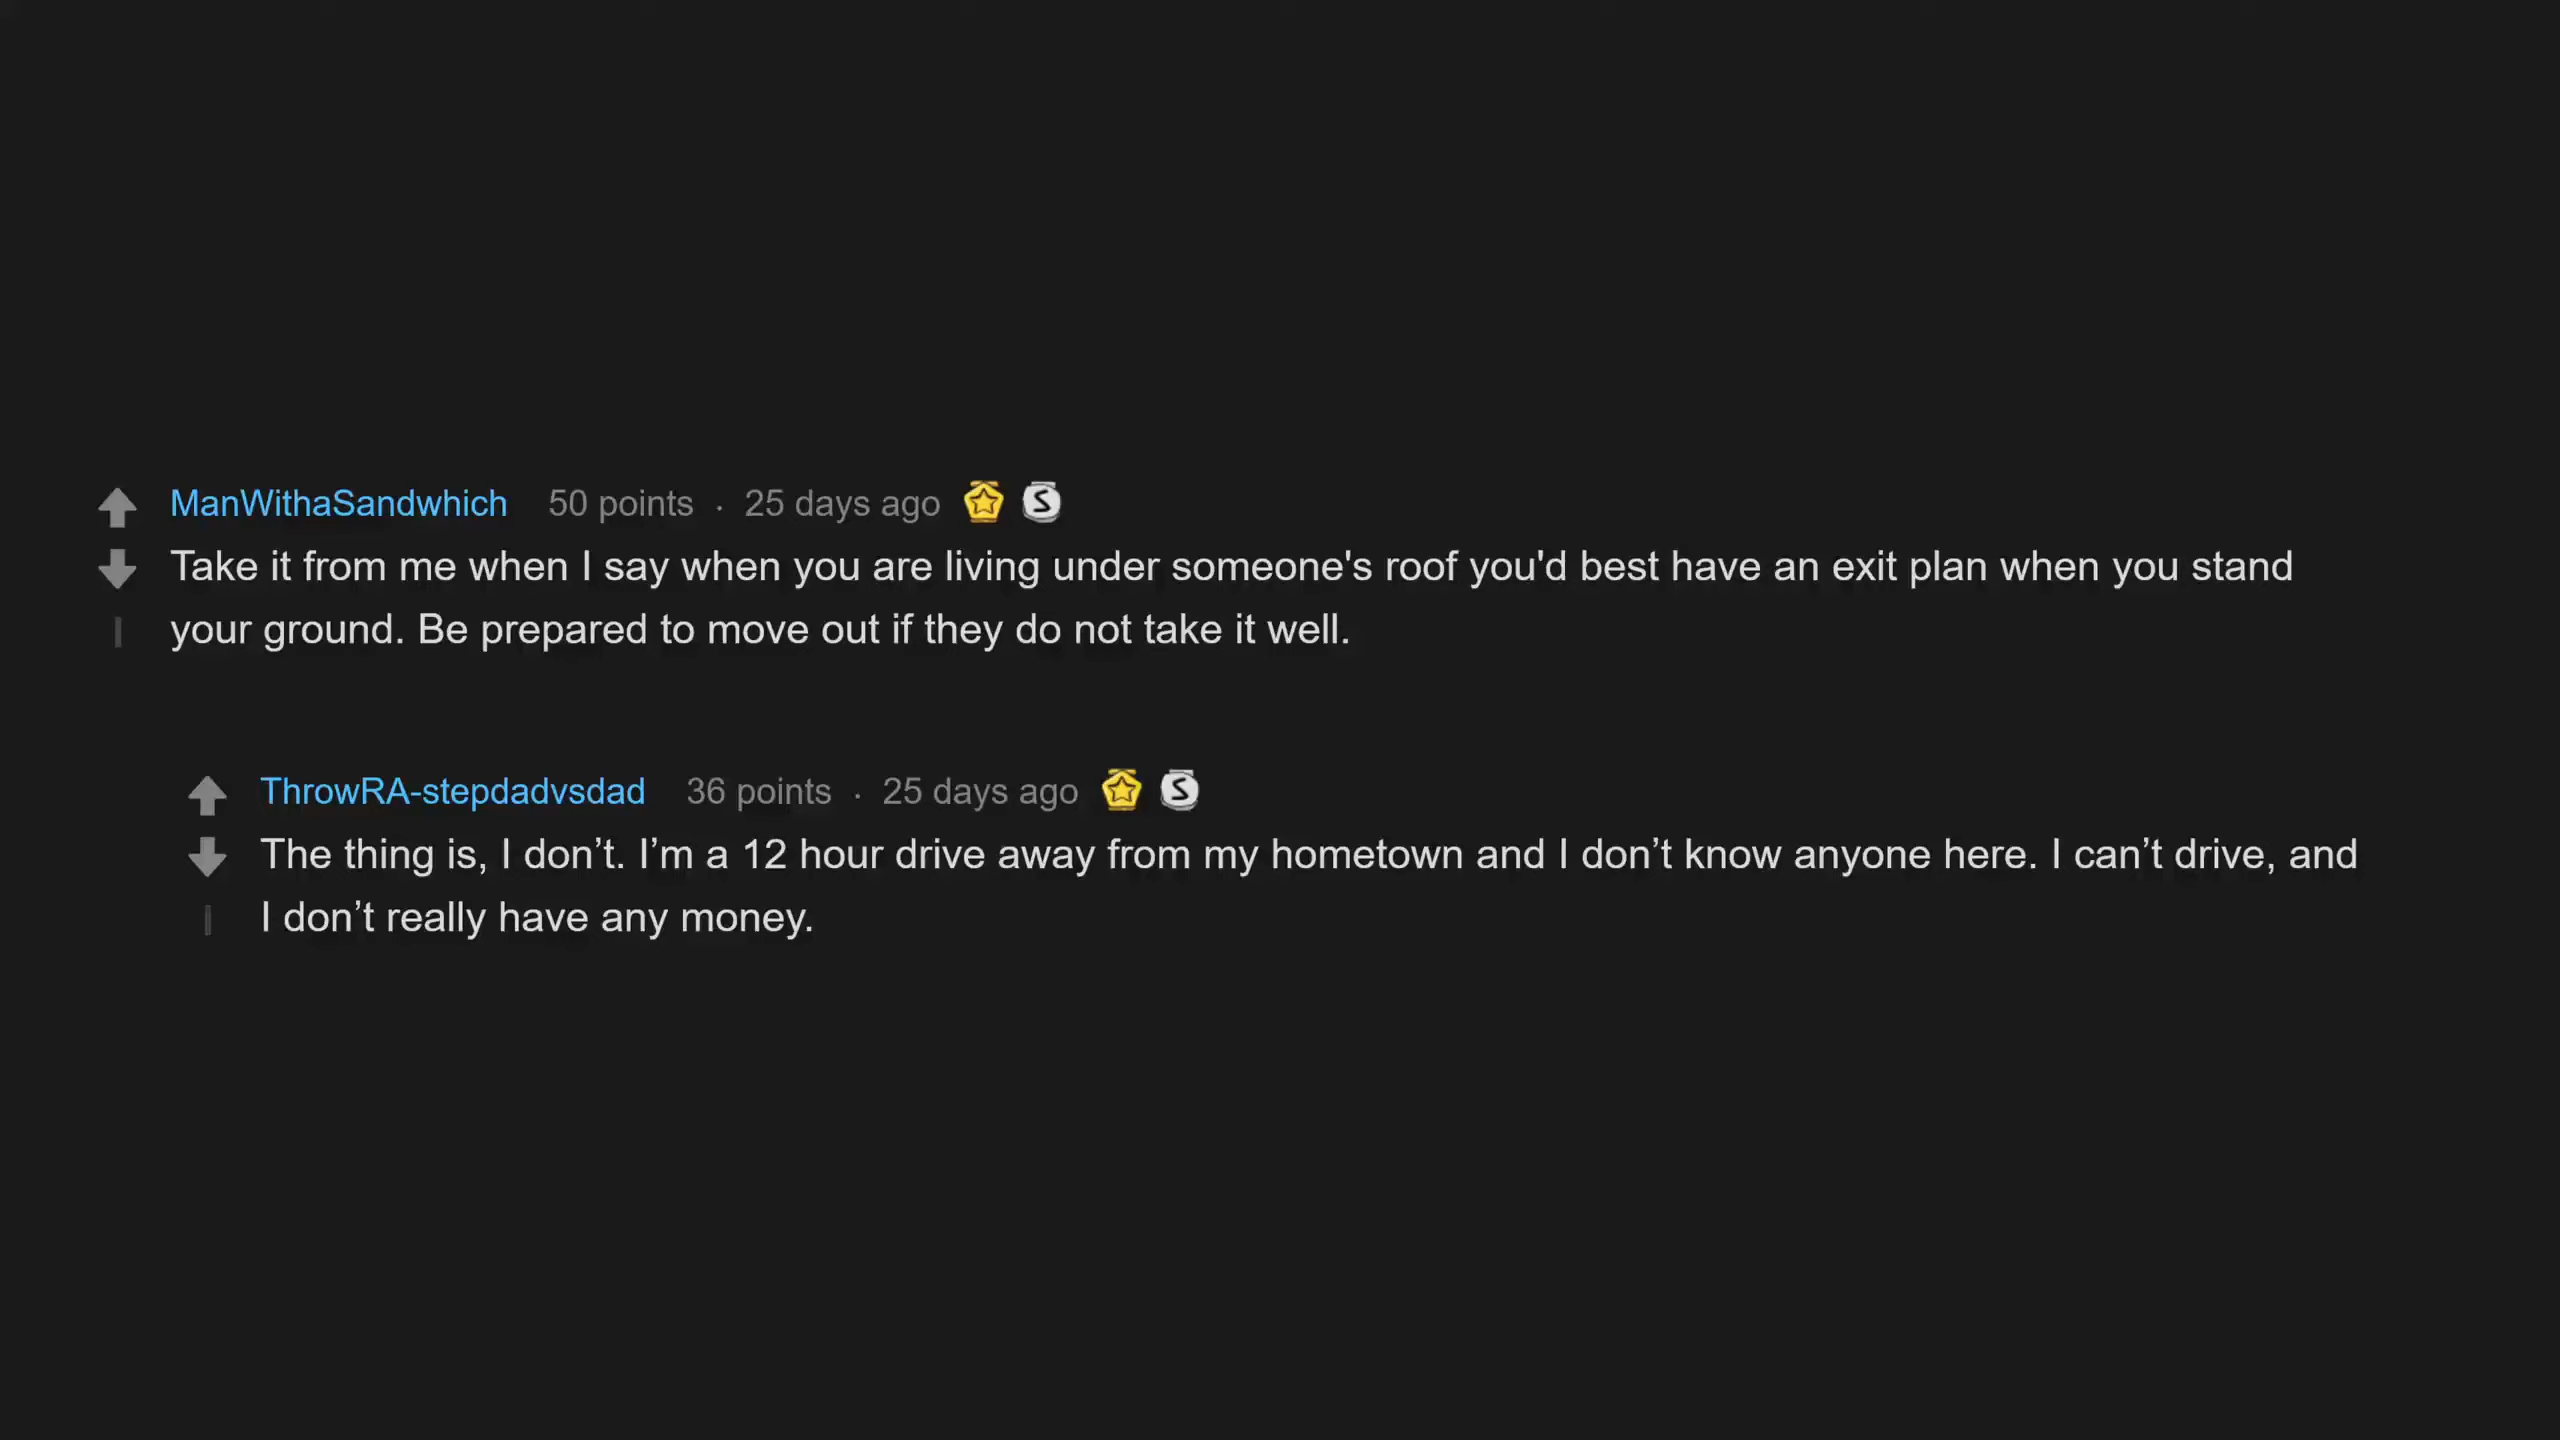 ManWithaSandwhich 50 points · 25 days ago
Take it from me when I say when you are living under someone's roof you'd best have an exit plan when you stand
your ground. Be prepared to move out if they do not take it well.
ThrowRA-stepdadvsdad 36 points · 25 days ago
The thing is, I don’t. I’m a 12 hour drive away from my hometown and I don’t know anyone here. I can’t drive, and
I don’t really have any money.